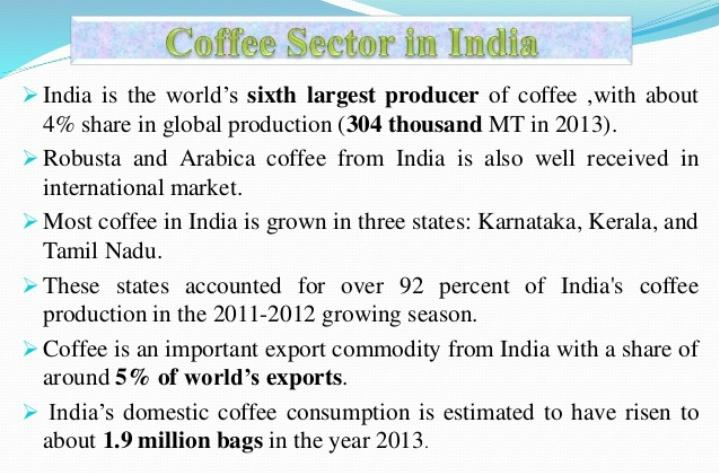 Coffee Sector in India
India is the world's sixth largest producer of coffee ,with about
4% share in global production (304 thousand MT in 2013).
Robusta and Arabica coffee from India is also well received in
international market.
Most coffee in India is grown in three states: Karnataka, Kerala, and
Tamil Nadu.
These states accounted for over 92 percent of India's coffee
production in the 2011-2012 growing season.
Coffee is an important export commodity from India with a share of
around 5% of world's exports.
India's domestic coffee consumption is estimated to have risen to
about 1.9 million bags in the year 2013.